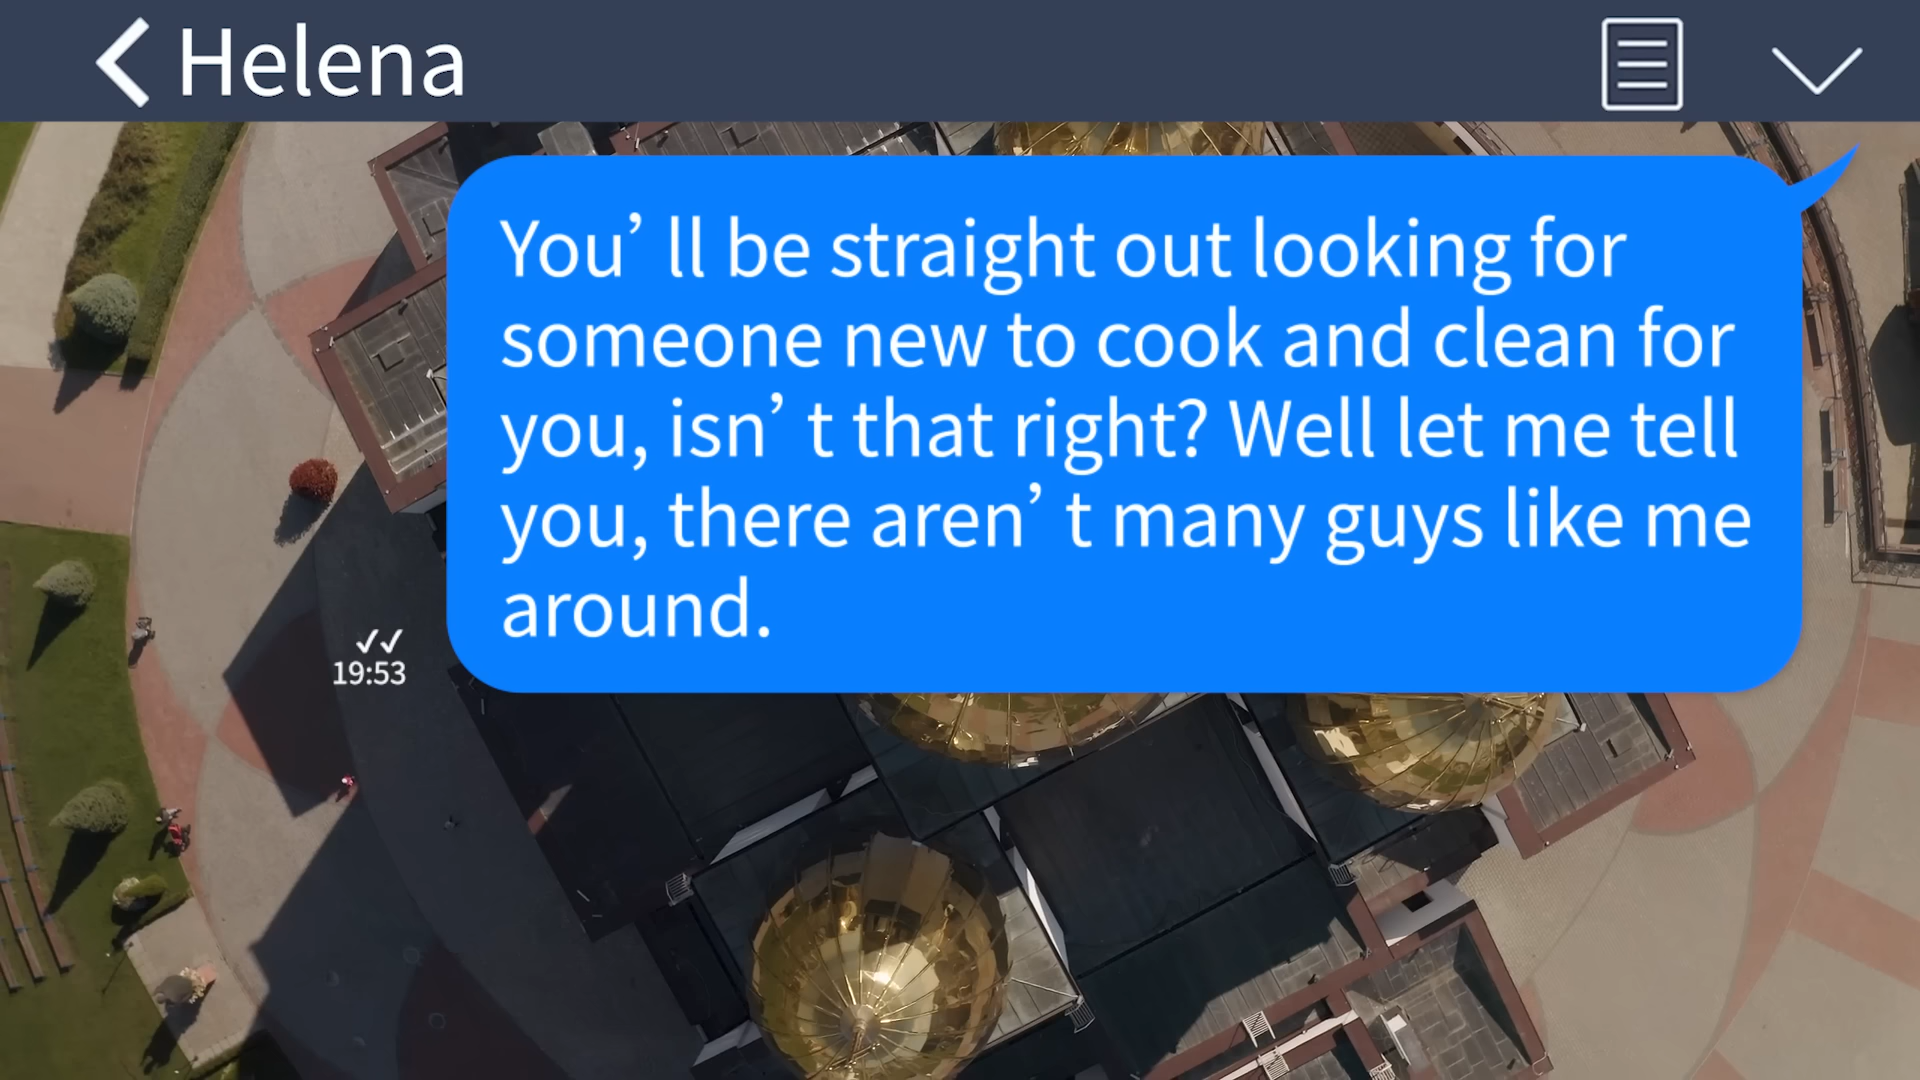 Helena
You’ ll be straight out looking for
someone new to cook and clean for
you, isn’ t that right? Well let me tell
you, there aren’ t many guys like me
around.
19:53